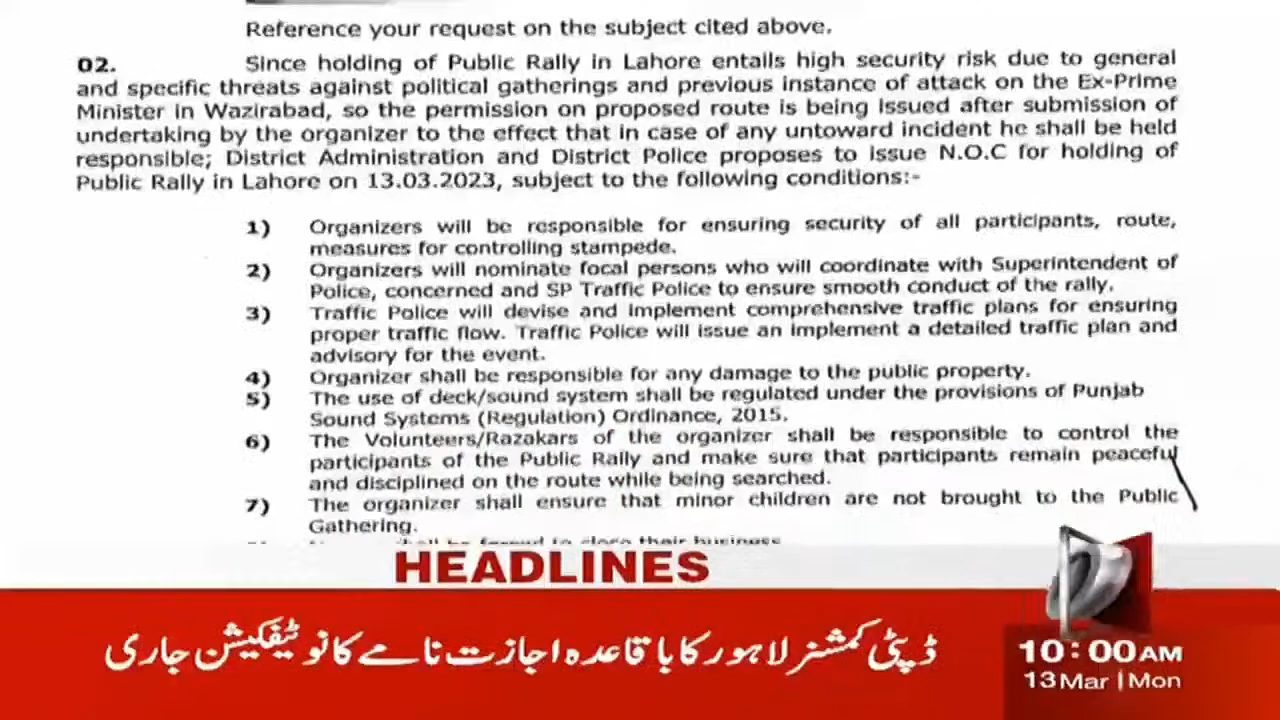 Reference your request on the subject cited above.
02. Since holding of Public Rally in Lahore entails high security risk due to general
and specific threats against political gatherings and previous instance of attack on the Ex-Prime
Minister in Wazirabad, so the permission on proposed route is being issued after submission of
undertaking by the organizer to the effect that in case of any untoward incident he shall be held
responsible; District Administration and District Police proposes to issue N.O.C for holding of
Public Rally in Lahore on 13.03.2023, subject to the following conditions:-
1) Organizers will be responsible for ensuring security of all participants, route,
measures for controlling stampede.
2) Organizers will nominate focal persons who will coordinate with Superintendent of
Police, concerned and SP Traffic Police to ensure smooth conduct of the rally.
3) Traffic Police will devise and implement comprehensive traffic plans for ensuring
proper traffic flow. Traffic Police will issue an implement a detailed traffic plan and
advisory for the event.
4) Organizer shall be responsible for any damage to the public property.
5) The use of deck/sound system shall be regulated under the provisions of Punjab
Sound Systems (Regulation) Ordinance, 2015.
6) The Volunteers/Razakars of the organizer shall be responsible to control the
participants of the Public Rally and make sure that participants remain peaceful
and disciplined on the route while being searched.
7) The organizer shall ensure that minor children are not brought to the Public
Gathering.
shall be forced to close their business
HEADLINES
ڈپٹی کمشنر لاہور کا باقاعدہ اجازت نامے کا نوٹیفکیشن جاری
10:00AM
13 Mar | Mon